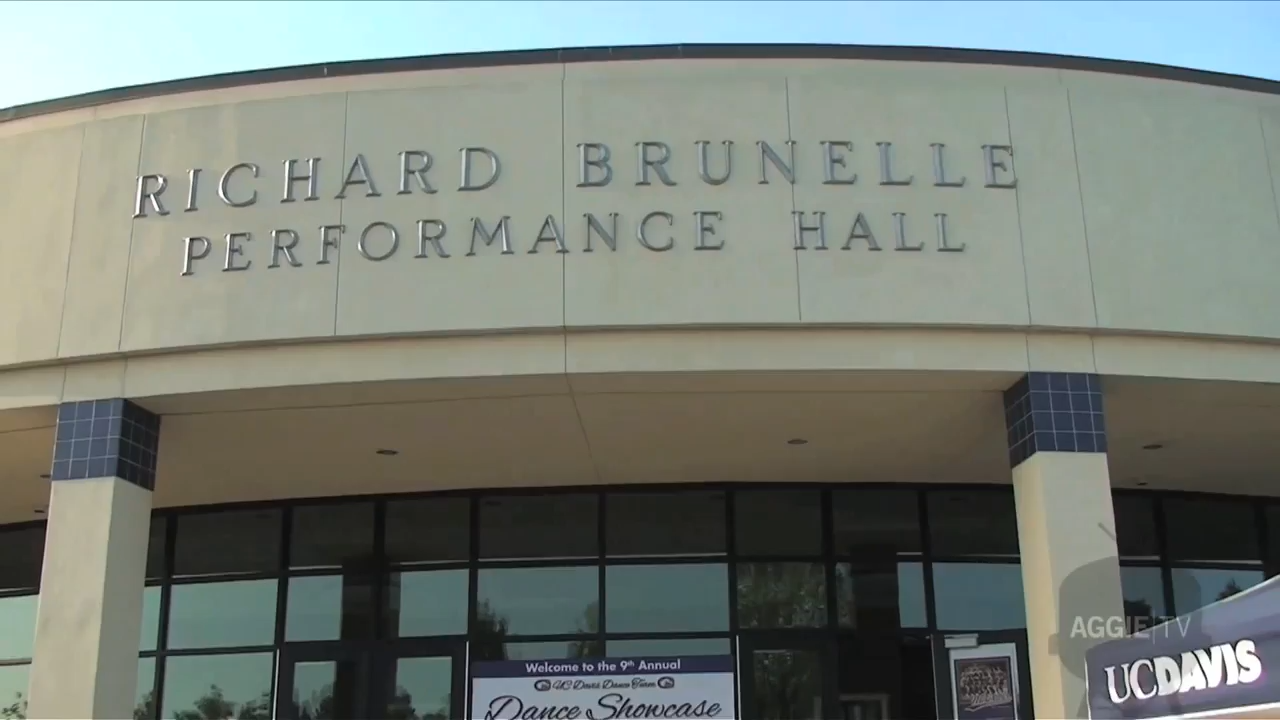 RICHARD BRUNELLE
PERFORMANCE HALL
Welcome to the 9th Annual
UC Davis Dance Team
Dance Showcase
AGGIE|TV
UCDAVIS